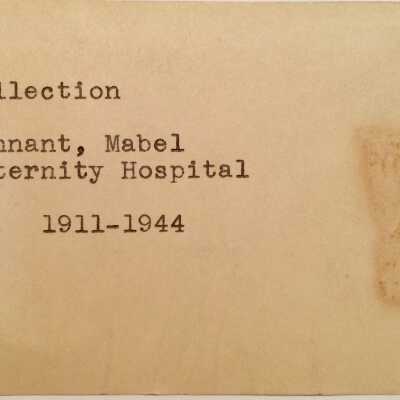 llection
nnant, Mabel
ternity Hospital
1911-1944